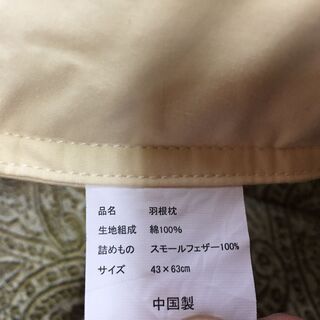 品名 羽根枕
生地組成 綿100%
詰めもの スモールフェザー100%
サイズ 43×63cm
中国製